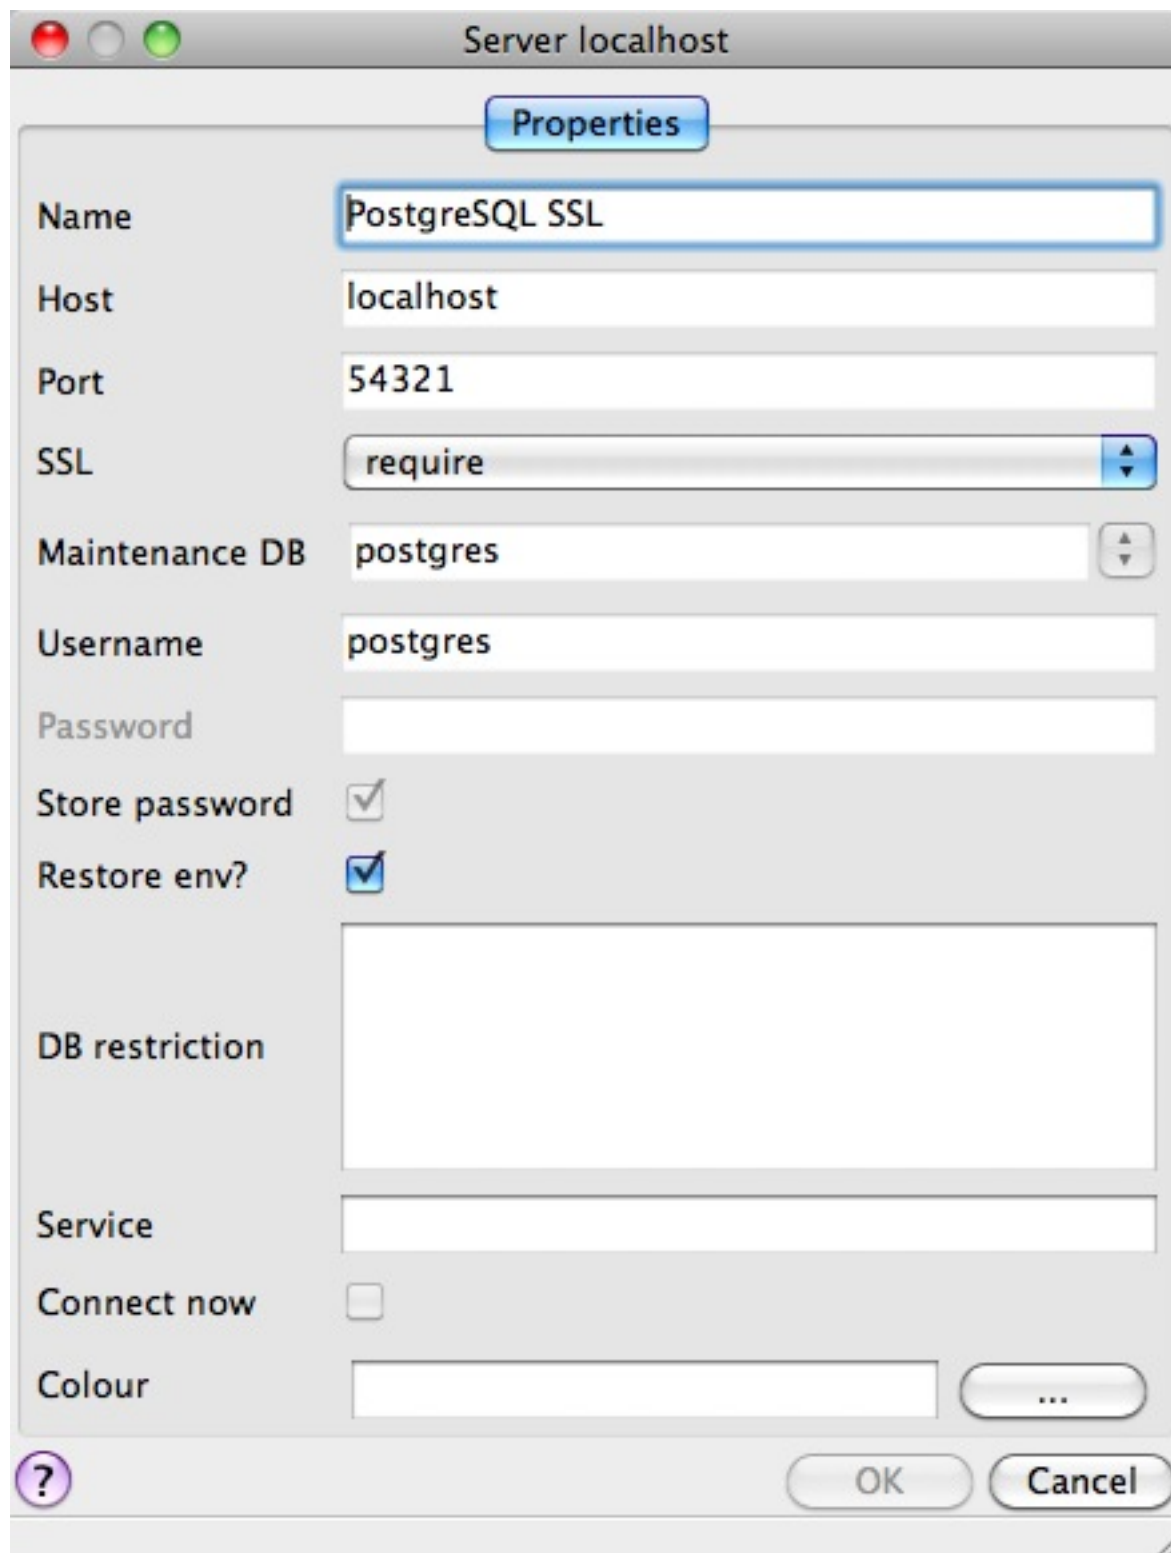 Server localhost
Properties
Name PostgreSQL SSL
Host localhost
Port 54321
SSL require
Maintenance DB postgres
Username postgres
Password
Store password
Restore env?
DB restriction
Service
Connect now
Colour ...
? OK Cancel